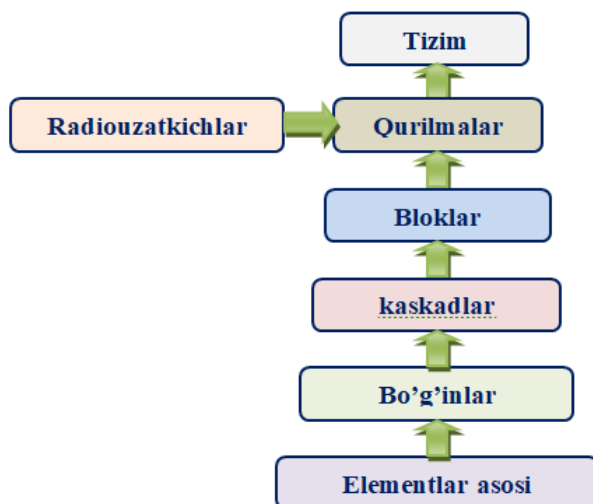 Tizim
Radiouzatkichlar
Qurilmalar
Bloklar
kaskadlar
Bo’g’inlar
Elementlar asosi